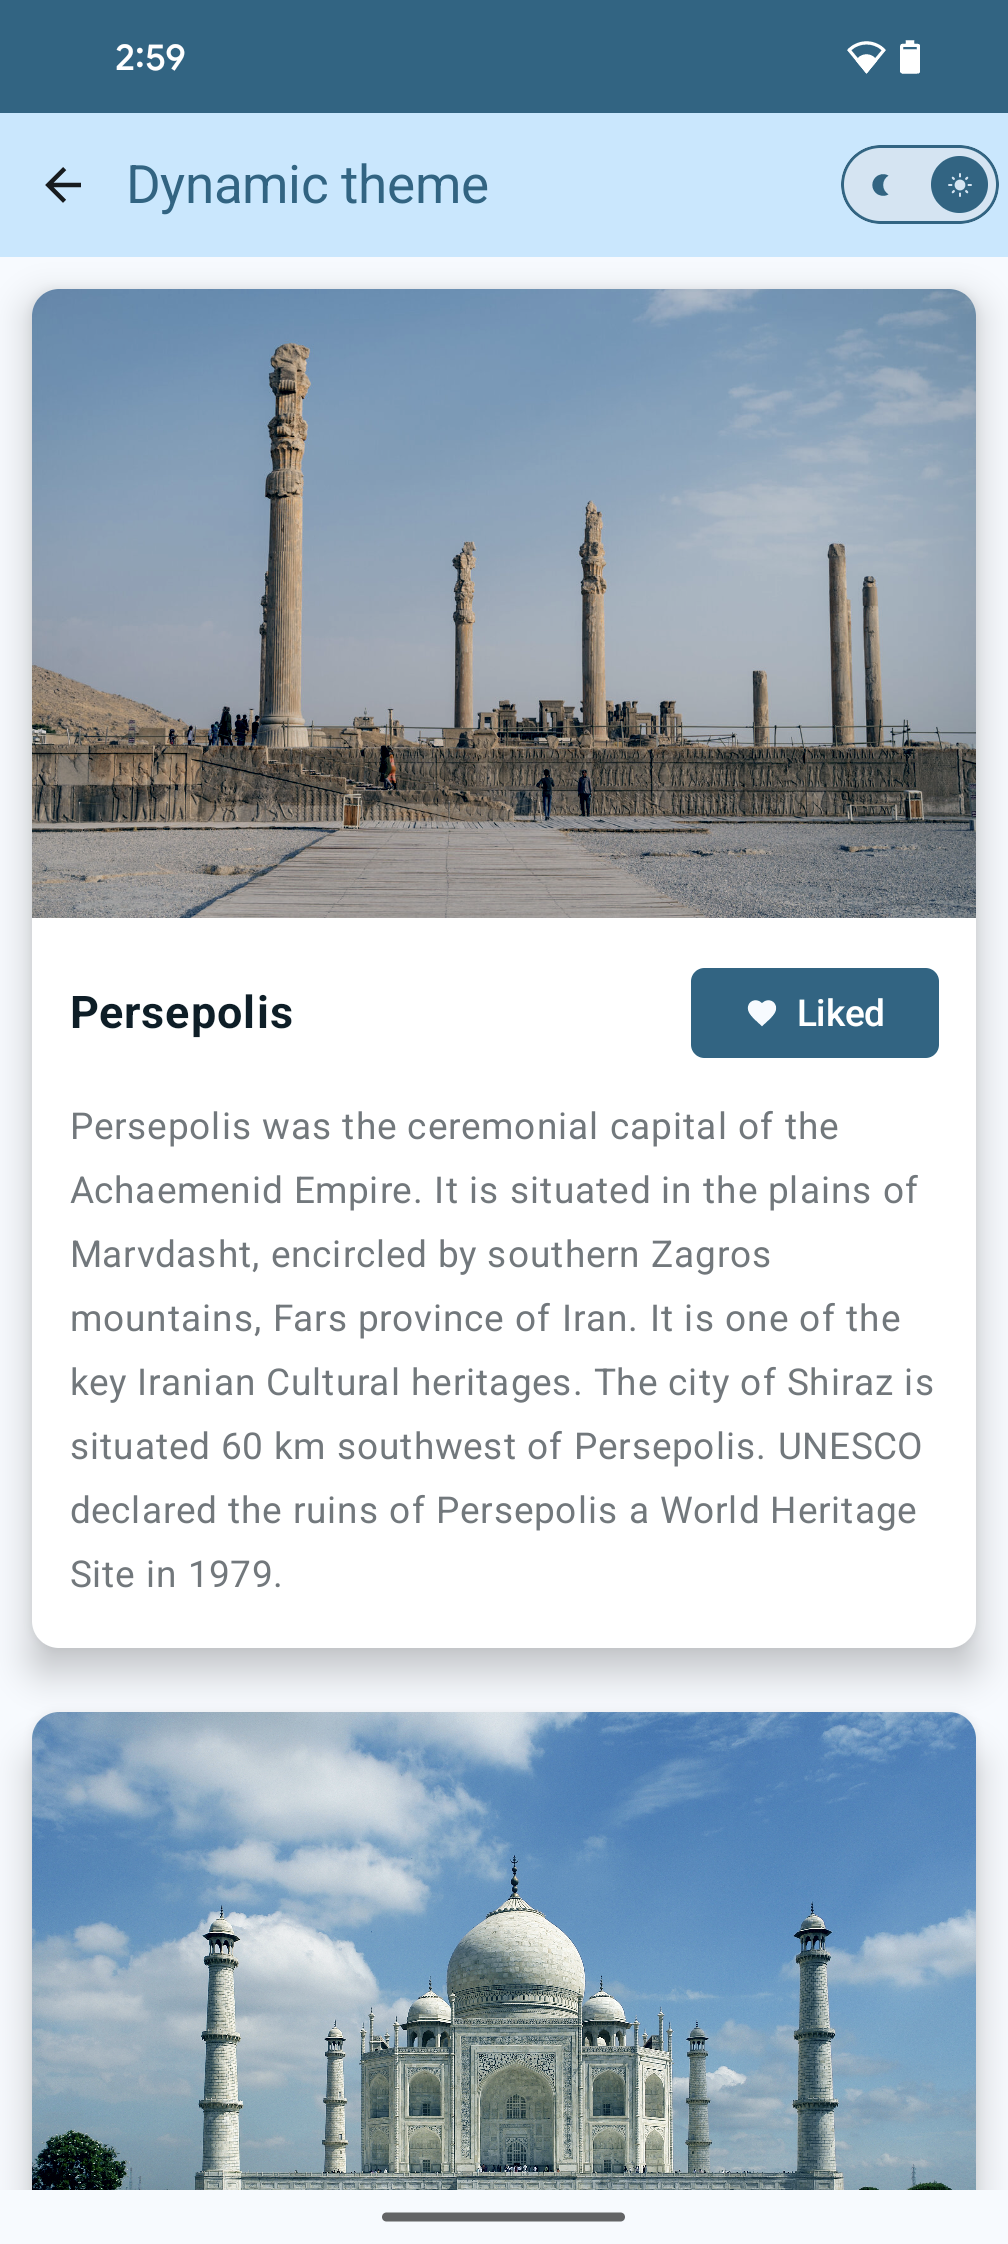 2:59
Dynamic theme
Persepolis
Liked
Persepolis was the ceremonial capital of the
Achaemenid Empire. It is situated in the plains of
Marvdasht, encircled by southern Zagros
mountains, Fars province of Iran. It is one of the
key Iranian Cultural heritages. The city of Shiraz is
situated 60 km southwest of Persepolis. UNESCO
declared the ruins of Persepolis a World Heritage
Site in 1979.